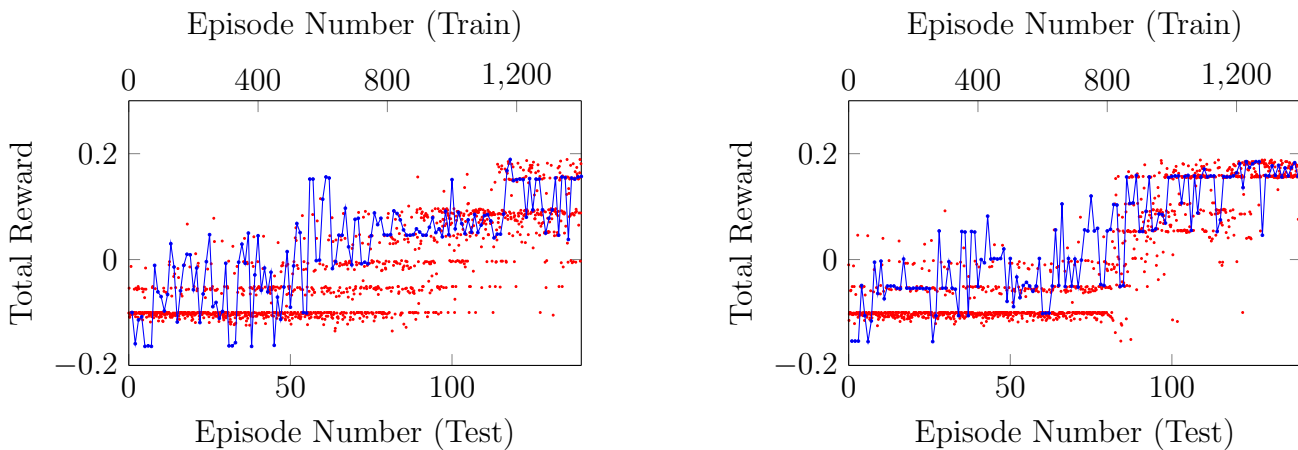 Episode Number (Train)
0 400 800 1,200
0.2
0
−0.2
Total Reward
0 50 100
Episode Number (Test)
Episode Number (Train)
0 400 800 1,200
0.2
0
−0.2
Total Reward
0 50 100
Episode Number (Test)